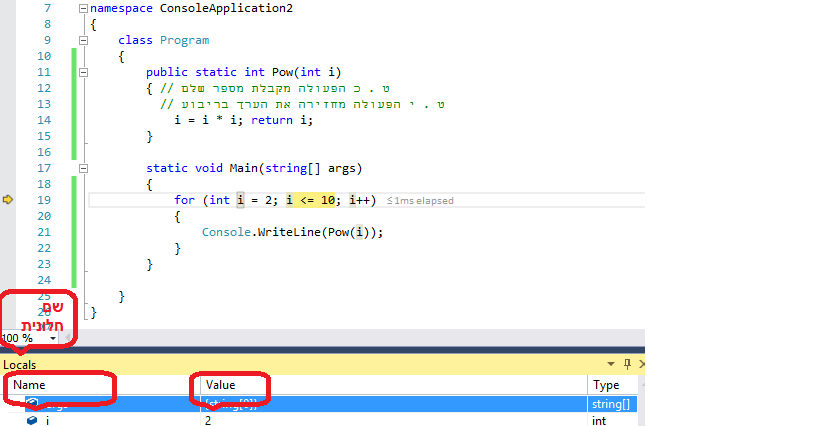 7 namespace ConsoleApplication2
8 {
9 class Program
10 {
11 public static int Pow(int i)
12 { // ט . כ הפעולה מקבלת מספר שלם
13 // ט . י הפעולה מחזירה את הערך בריבוע
14 i = i * i; return i;
15 }
16
17 static void Main(string[] args)
18 {
19 for (int i = 2; i <= 10; i++) ≤1ms elapsed
20 {
21 Console.WriteLine(Pow(i));
22 }
23 }
24
25 }
26 }
שם
חלונית
100 %
Locals
Name Value Type
args {string[0]} string[]
i 2 int